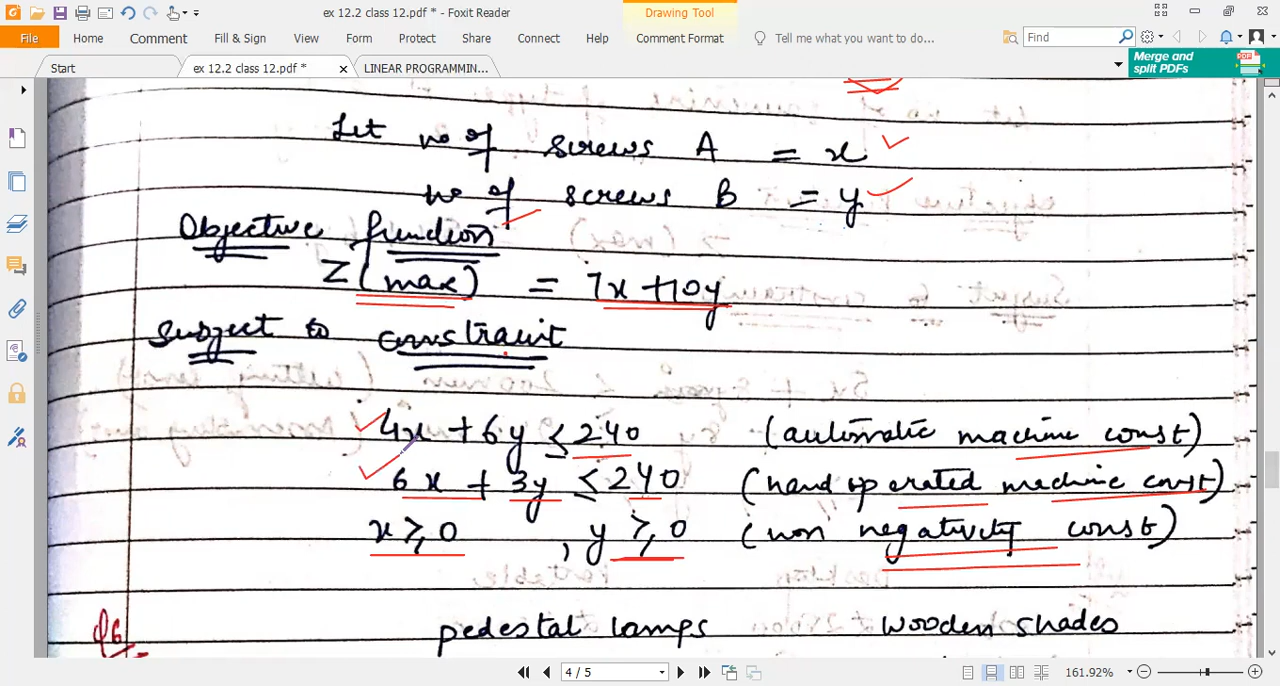 ex 12.2 class 12.pdf * - Foxit Reader
Drawing Tool
File Home Comment Fill & Sign View Form Protect Share Connect Help Comment Format Tell me what you want to do... Find
Start ex 12.2 class 12.pdf * LINEAR PROGRAMMIN... Merge and
split PDFs
Let no of screws A = x
no of screws B = y
Objective function
Z (max) = 7x + 10y
Subject to constraint
4x + 6y ≤ 240 (automatic machine const)
6x + 3y ≤ 240 (hand operated machine const)
x ≥ 0 , y ≥ 0 (non negativity const)
Q6 pedestal lamps wooden shades
4 / 5 161.92%